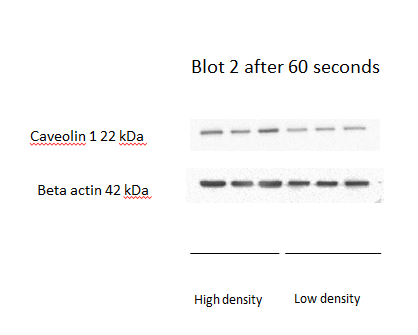 Blot 2 after 60 seconds
Caveolin 1 22 kDa
Beta actin 42 kDa
High density
Low density